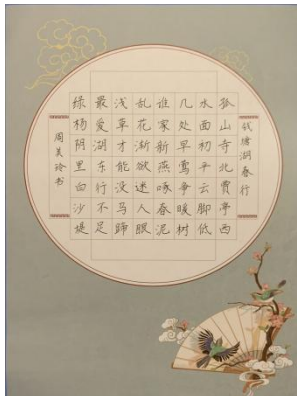 钱塘湖春行
孤山寺北賈亭西
水面初平云脚低
几处早莺争暖树
谁家新燕啄春泥
乱花渐欲迷人眼
浅草才能没马蹄
最爱湖东行不足
绿杨阴里白沙堤
周美玲书